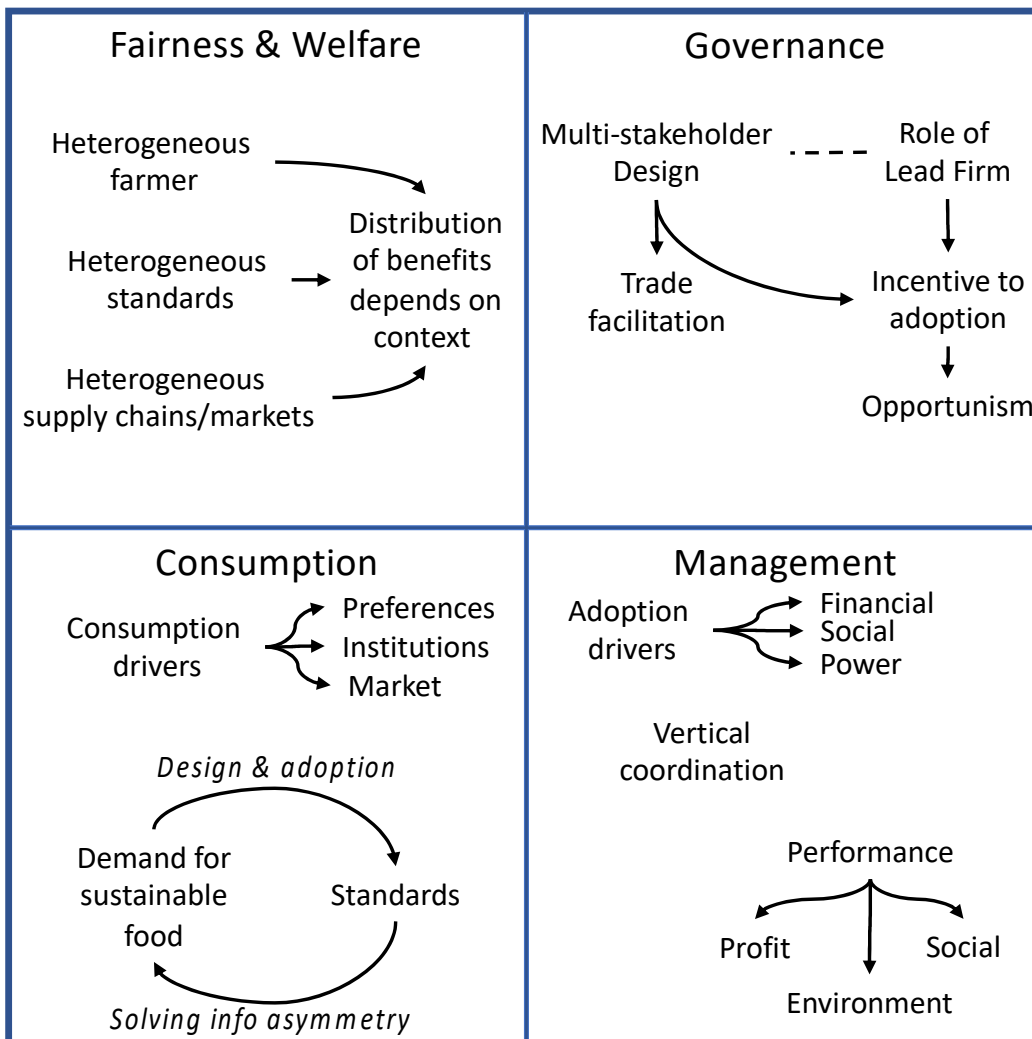 Fairness & Welfare
Heterogeneous
farmer
Heterogeneous
standards
Heterogeneous
supply chains/markets
Distribution
of benefits
depends on
context
Governance
Multi-stakeholder
Design
Role of
Lead Firm
Trade
facilitation
Incentive to
adoption
Opportunism
Consumption
Consumption
drivers
Preferences
Institutions
Market
Design & adoption
Demand for
sustainable
food
Standards
Solving info asymmetry
Management
Adoption
drivers
Financial
Social
Power
Vertical
coordination
Performance
Profit
Social
Environment